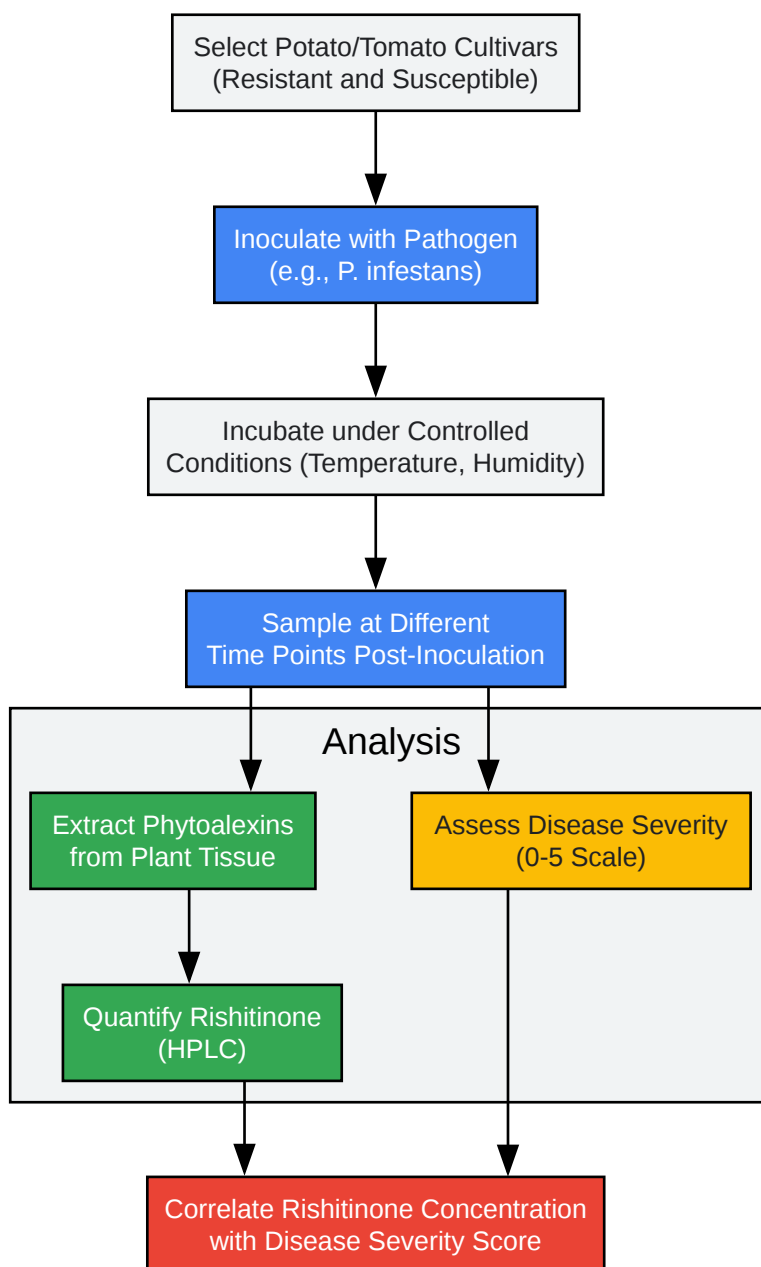 Select Potato/Tomato Cultivars
(Resistant and Susceptible)
Inoculate with Pathogen
(e.g., P. infestans)
Incubate under Controlled
Conditions (Temperature, Humidity)
Sample at Different
Time Points Post-Inoculation
Analysis
Extract Phytoalexins
from Plant Tissue
Assess Disease Severity
(0-5 Scale)
Quantify Rishitinone
(HPLC)
Correlate Rishitinone Concentration
with Disease Severity Score